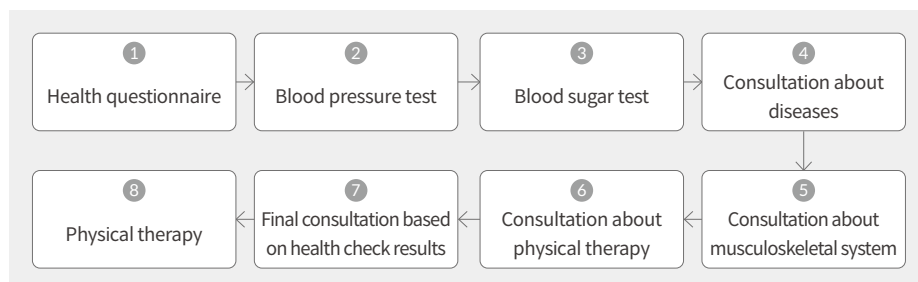 1
Health questionnaire
2
Blood pressure test
3
Blood sugar test
4
Consultation about
diseases
5
Consultation about
musculoskeletal system
6
Consultation about
physical therapy
7
Final consultation based
on health check results
8
Physical therapy